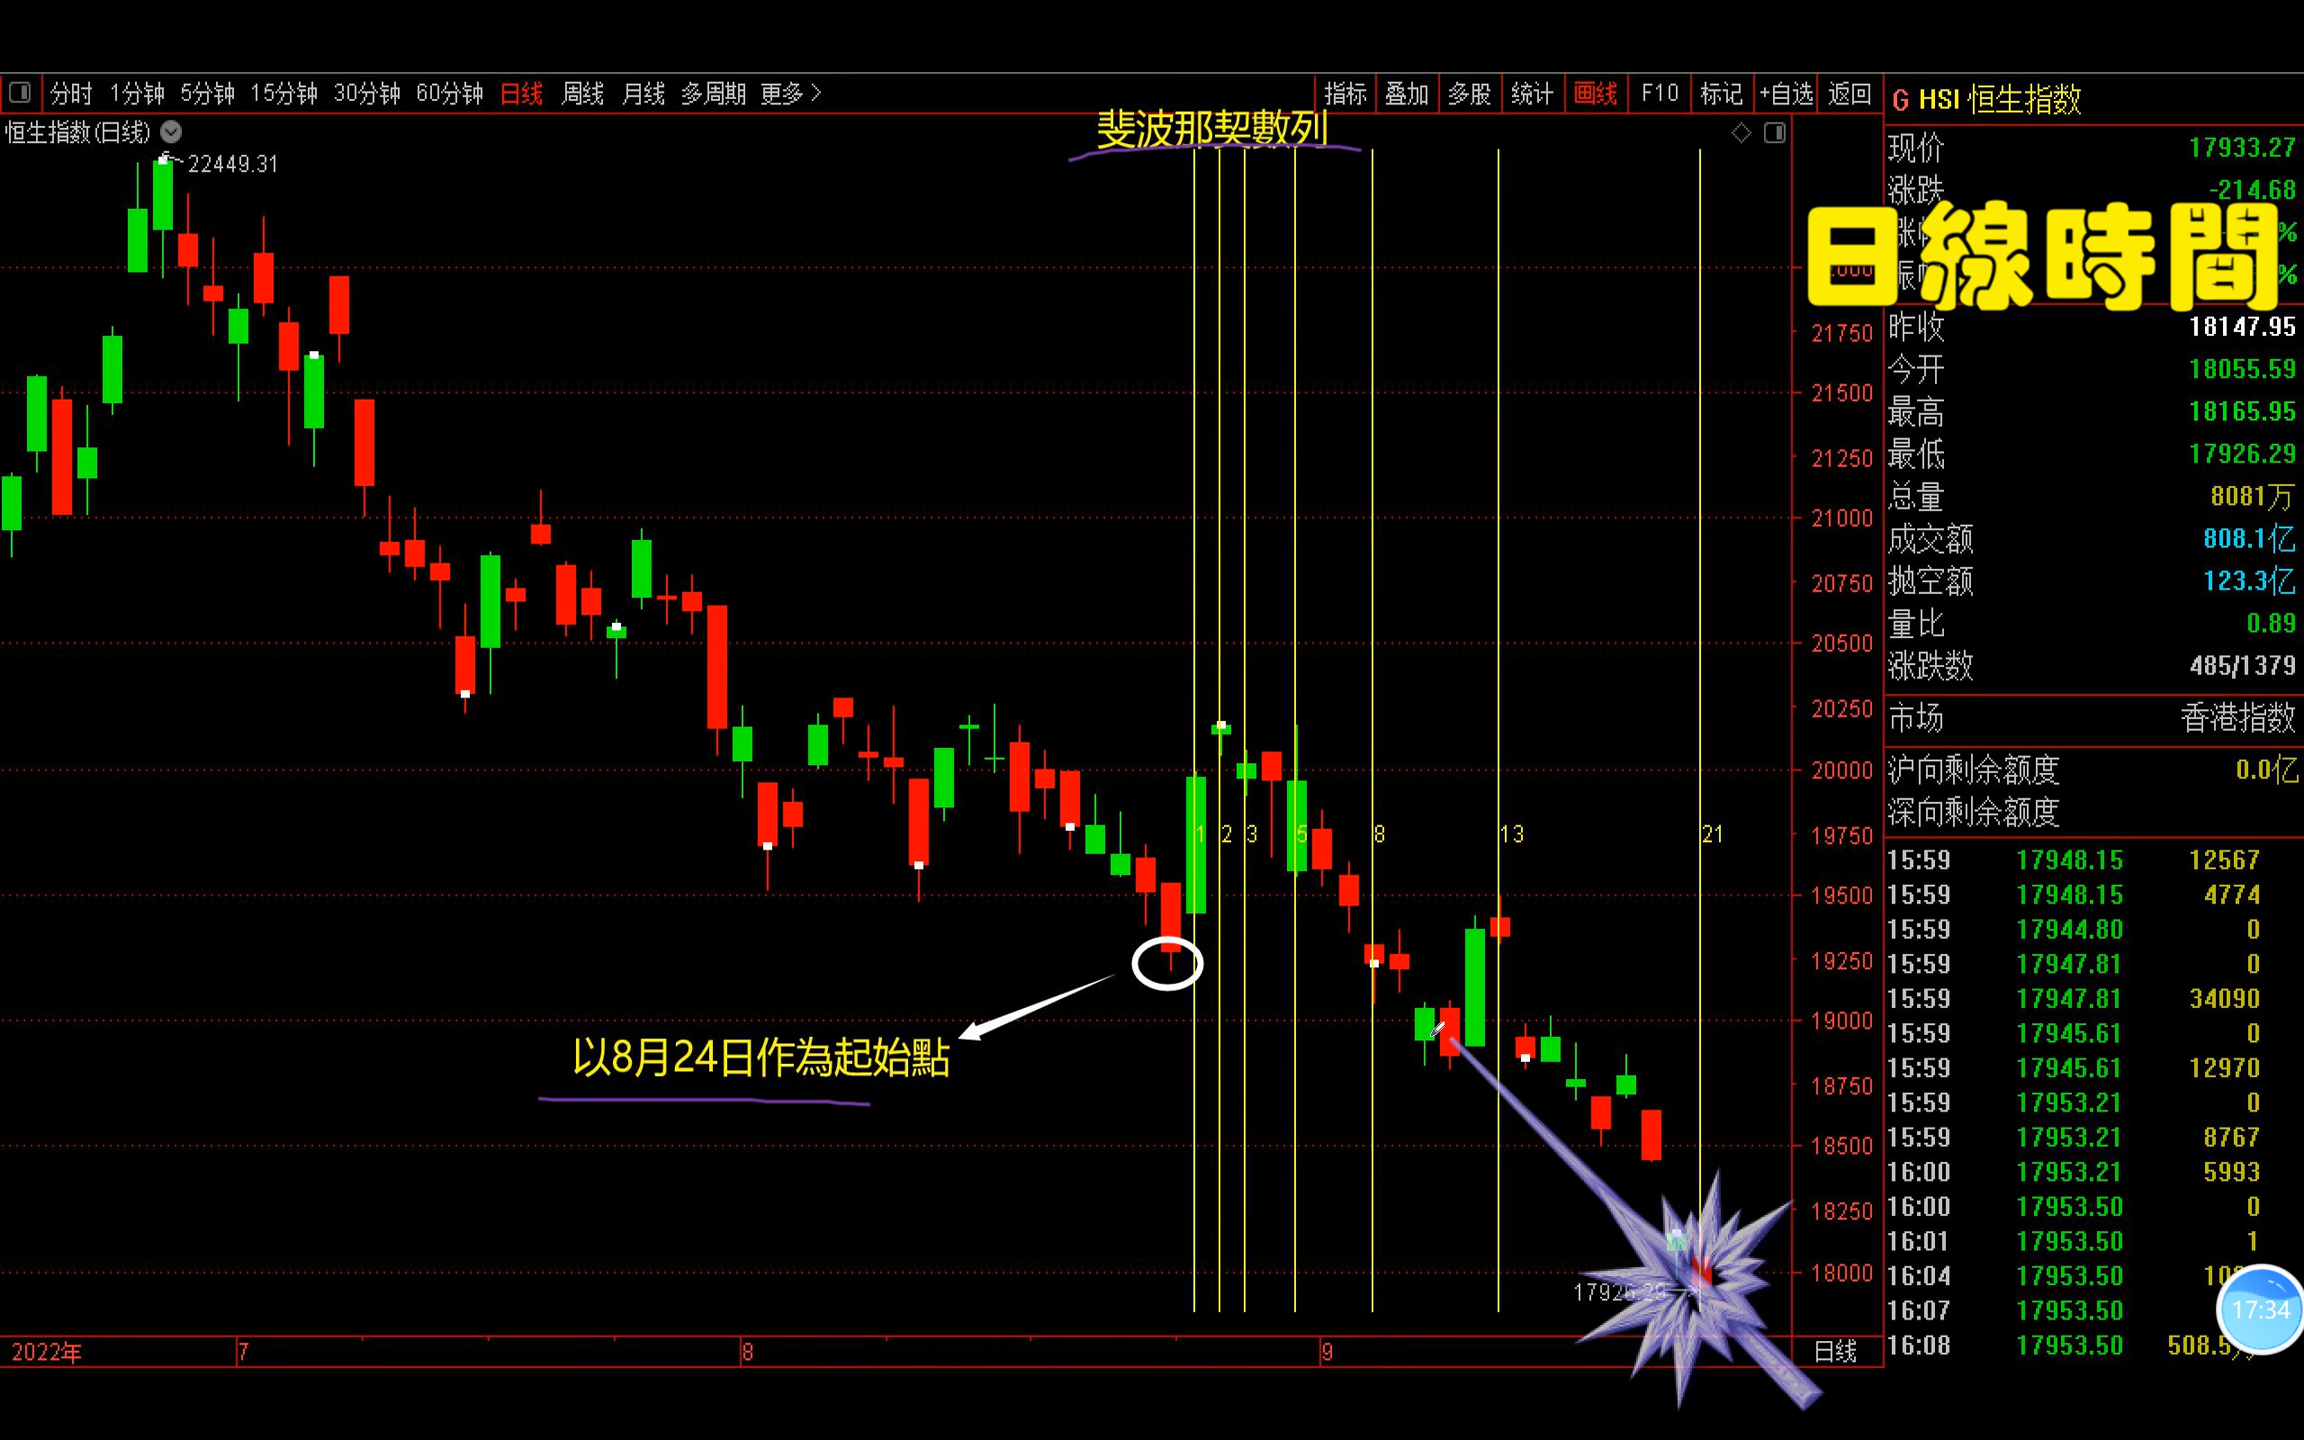 分时 1分钟 5分钟 15分钟 30分钟 60分钟 日线 周线 月线 多周期 更多 >
指标 叠加 多股 统计 画线 F10 标记 +自选 返回
G HSI 恒生指数
恒生指数(日线)
斐波那契數列
22449.31
现价 17933.27
涨跌 -214.68
%
日線時間
%
昨收 18147.95
今开 18055.59
最高 18165.95
最低 17926.29
总量 8081万
成交额 808.1亿
抛空额 123.3亿
量比 0.89
涨跌数 485/1379
市场 香港指数
沪向剩余额度 0.0亿
深向剩余额度
21750
21500
21250
21000
20750
20500
20250
20000
19750
19500
19250
19000
18750
18500
18250
18000
1 2 3 5 8 13 21
以8月24日作為起始點
15:59 17948.15 12567
15:59 17948.15 4774
15:59 17944.80 0
15:59 17947.81 0
15:59 17947.81 34090
15:59 17945.61 0
15:59 17945.61 12970
15:59 17953.21 0
15:59 17953.21 8767
16:00 17953.21 5993
16:00 17953.50 0
16:01 17953.50 1
16:04 17953.50
16:07 17953.50
16:08 17953.50
17:34
17926.29
2022年 7 8 9 日线